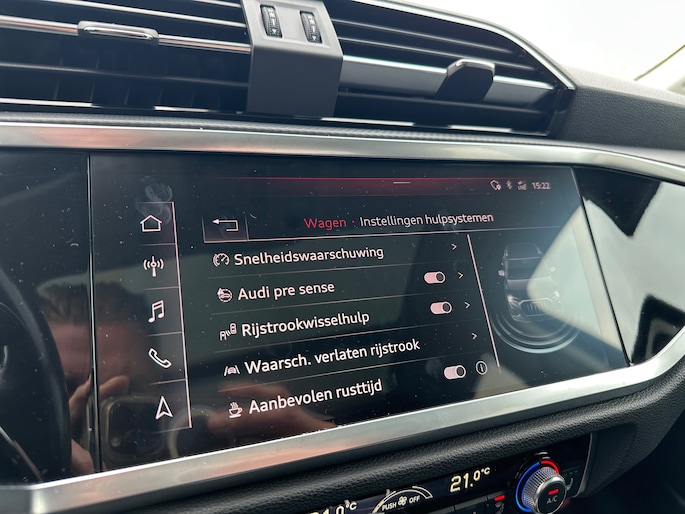 15:22
Wagen · Instellingen hulpsystemen
Snelheidswaarschuwing
Audi pre sense
Rijstrookwisselhulp
Waarsch. verlaten rijstrook
Aanbevolen rusttijd
PUSH OFF
21.0°C
A/C